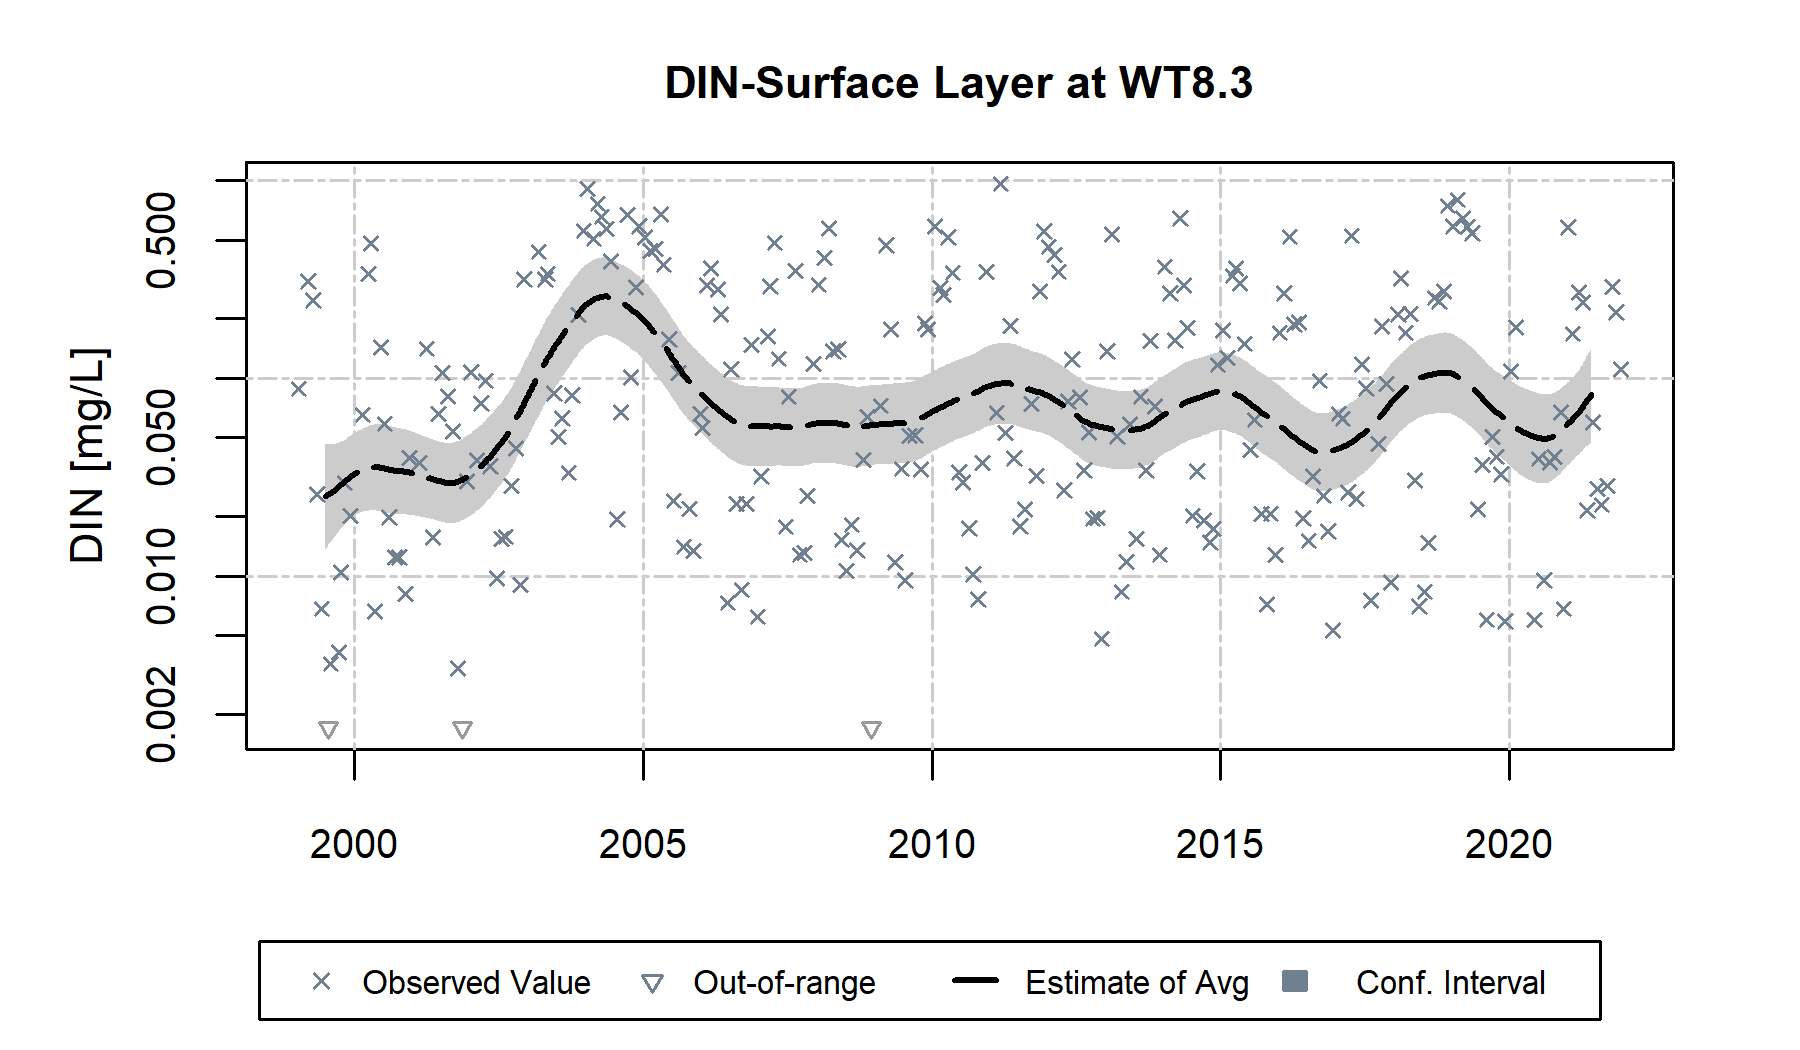 DIN-Surface Layer at WT8.3
DIN [mg/L]
0.500
0.050
0.010
0.002
2000 2005 2010 2015 2020
Observed Value Out-of-range Estimate of Avg Conf. Interval